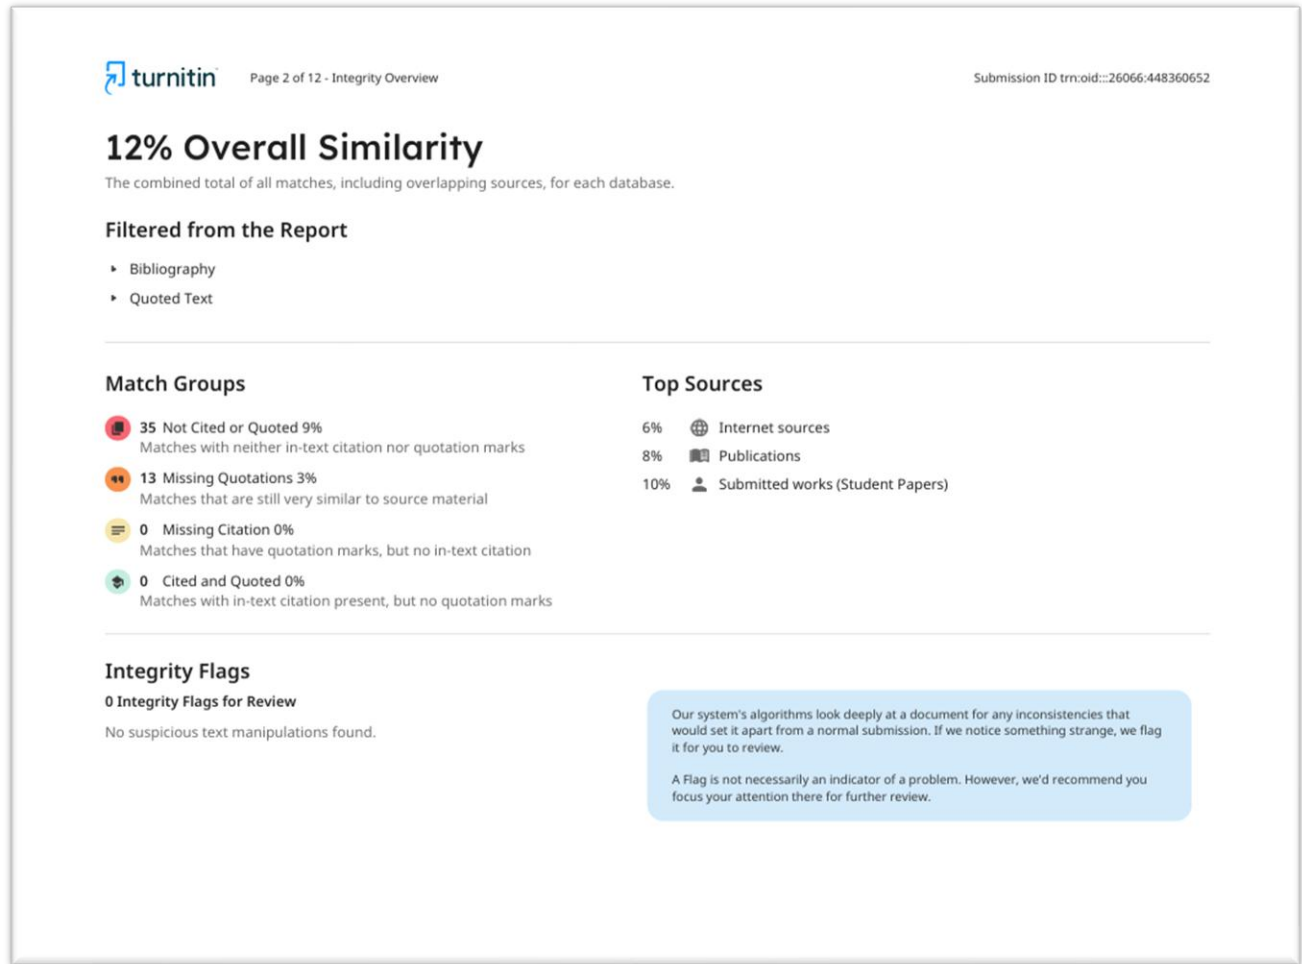 turnitin Page 2 of 12 - Integrity Overview Submission ID trn:oid:::26066:448360652
12% Overall Similarity
The combined total of all matches, including overlapping sources, for each database.
Filtered from the Report
Bibliography
Quoted Text
Match Groups
35 Not Cited or Quoted 9%
Matches with neither in-text citation nor quotation marks
13 Missing Quotations 3%
Matches that are still very similar to source material
0 Missing Citation 0%
Matches that have quotation marks, but no in-text citation
0 Cited and Quoted 0%
Matches with in-text citation present, but no quotation marks
Top Sources
6% Internet sources
8% Publications
10% Submitted works (Student Papers)
Integrity Flags
0 Integrity Flags for Review
No suspicious text manipulations found.
Our system's algorithms look deeply at a document for any inconsistencies that
would set it apart from a normal submission. If we notice something strange, we flag
it for you to review.
A Flag is not necessarily an indicator of a problem. However, we'd recommend you
focus your attention there for further review.